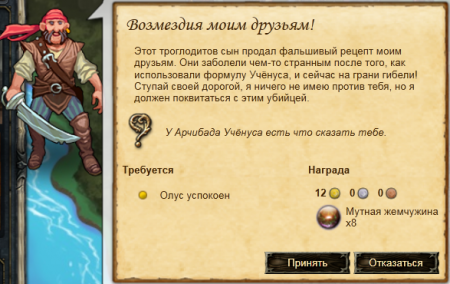 Возмездия моим друзьям!
Этот троглодитов сын продал фальшивый рецепт моим
друзьям. Они заболели чем-то странным после того, как
использовали формулу Учёнуса, и сейчас на грани гибели!
Ступай своей дорогой, я ничего не имею против тебя, но я
должен поквитаться с этим убийцей.
У Арчибада Учёнуса есть что сказать тебе.
Требуется
Олус успокоен
Награда
12 0 0
Мутная жемчужина
x8
Принять
Отказаться